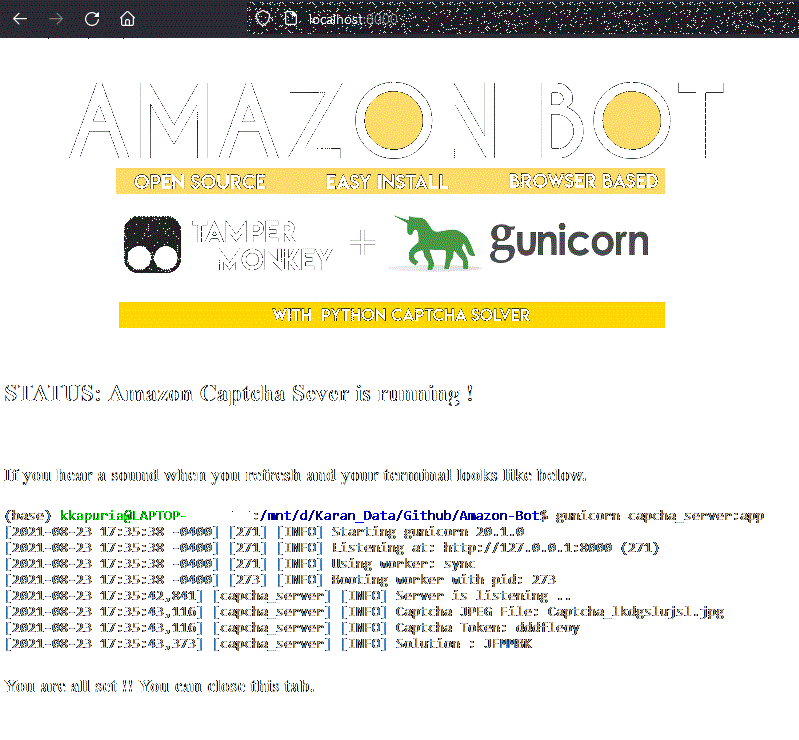 localhost:8000
AMAZON BOT
OPEN SOURCE EASY INSTALL BROWSER BASED
TAMPER MONKEY + gunicorn
WITH PYTHON CAPTCHA SOLVER
STATUS: Amazon Captcha Sever is running !
If you hear a sound when you refresh and your terminal looks like below.
(base) kkapuria@LAPTOP- :/mnt/d/Karan_Data/Github/Amazon-Bot$ gunicorn capcha_server:app
[2021-08-23 17:35:38 -0400] [271] [INFO] Starting gunicorn 20.1.0
[2021-08-23 17:35:38 -0400] [271] [INFO] Listening at: http://127.0.0.1:8000 (271)
[2021-08-23 17:35:38 -0400] [271] [INFO] Using worker: sync
[2021-08-23 17:35:38 -0400] [273] [INFO] Booting worker with pid: 273
[2021-08-23 17:35:42,841] [capcha_server] [INFO] Server is listening ..
[2021-08-23 17:35:43,116] [capcha_server] [INFO] Captcha JPEG File: Captcha_lkdgslujsl.jpg
[2021-08-23 17:35:43,116] [capcha_server] [INFO] Captcha Token:
[2021-08-23 17:35:43,373] [capcha_server] [INFO] Solution :
You are all set !! You can close this tab.